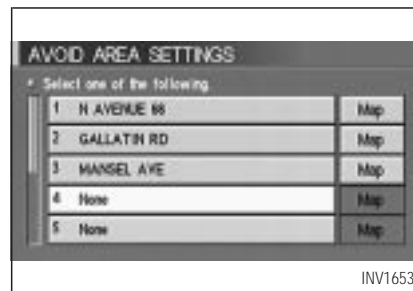 AVOID AREA SETTINGS
Select one of the following.
1 N AVENUE 66 Map
2 GALLATIN RD Map
3 MANSEL AVE Map
4 None Map
5 None Map
INV1653